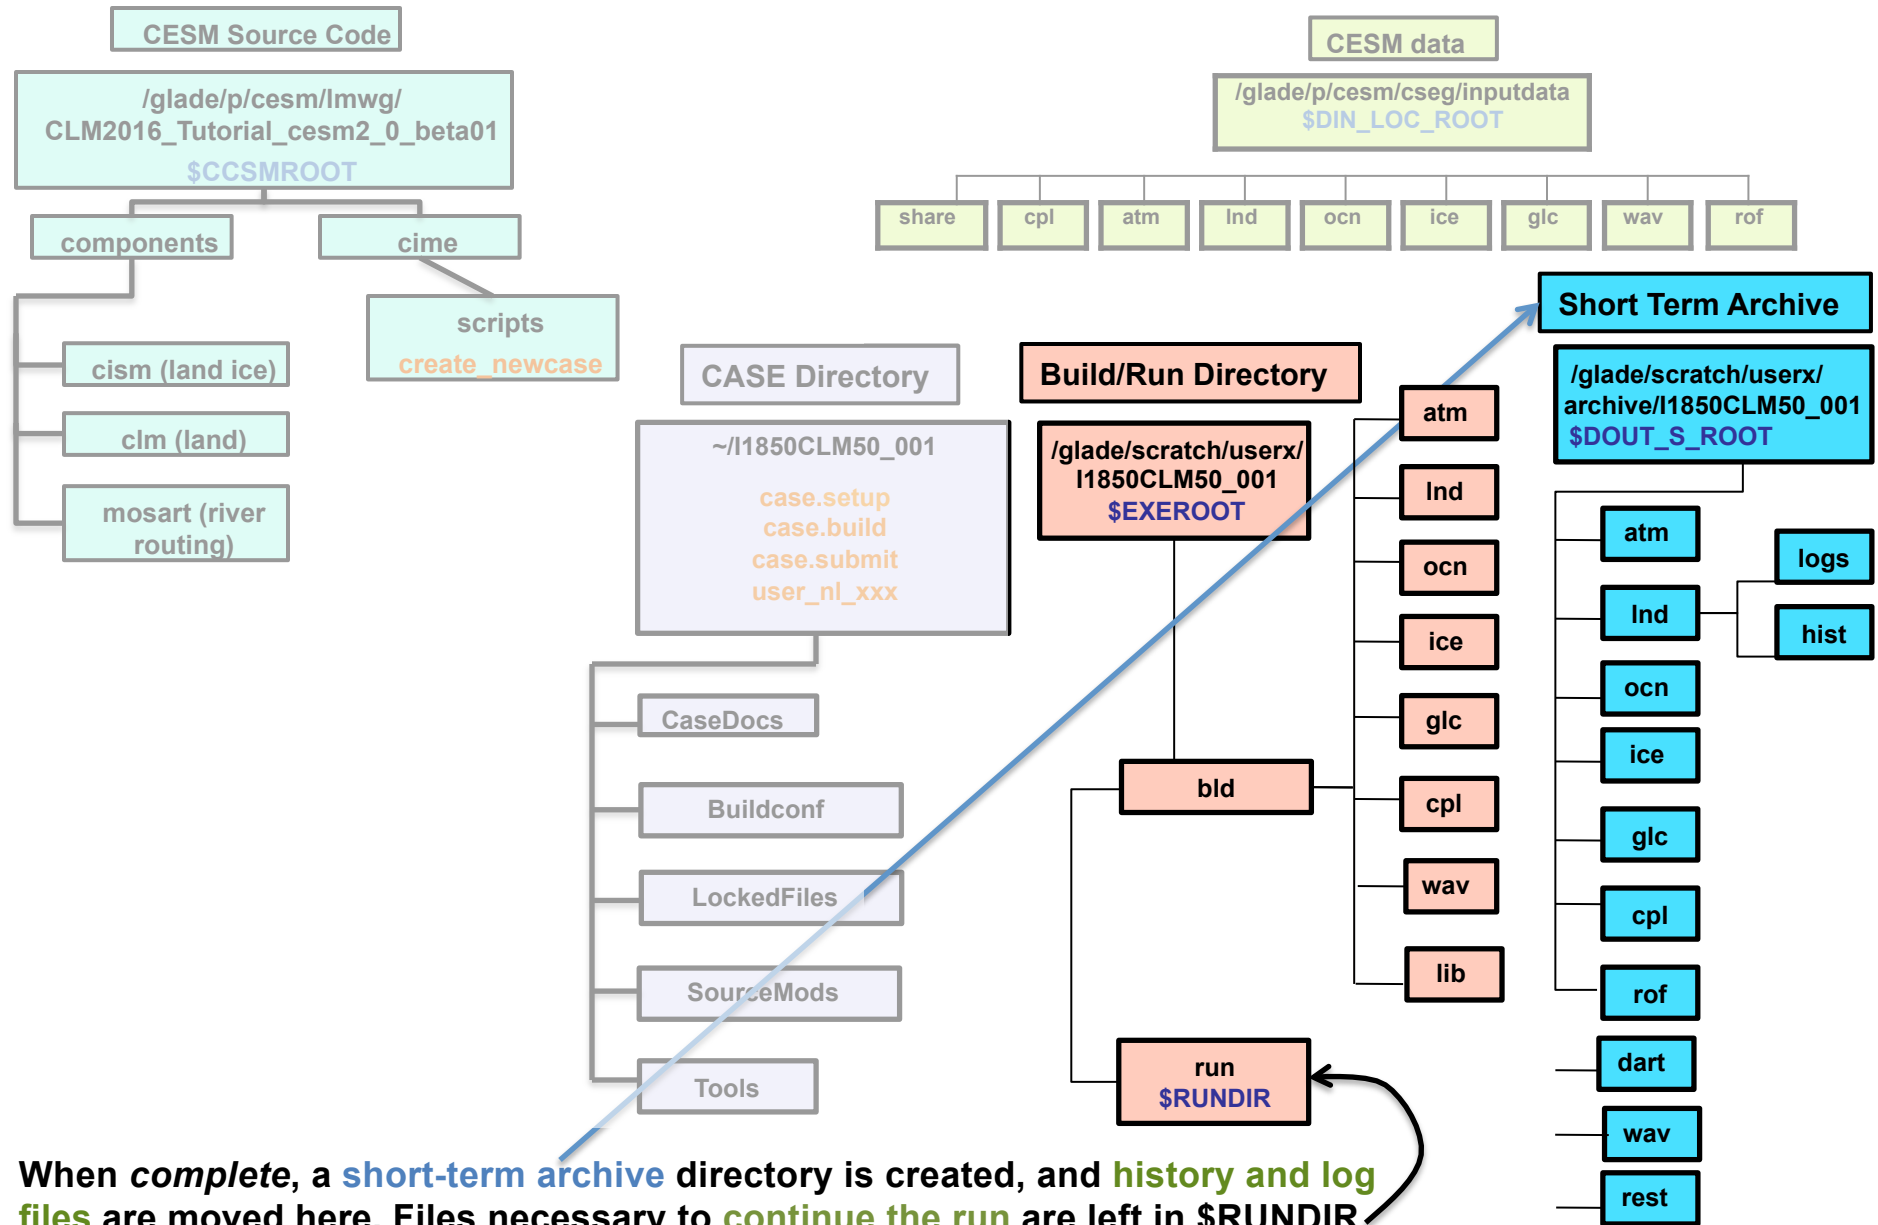 CESM Source Code
/glade/p/cesm/lmwg/
CLM2016_Tutorial_cesm2_0_beta01
$CCSMROOT
components
cime
scripts
create_newcase
cism (land ice)
clm (land)
mosart (river
routing)
CESM data
/glade/p/cesm/cseg/inputdata
$DIN_LOC_ROOT
share
cpl
atm
lnd
ocn
ice
glc
wav
rof
CASE Directory
~/I1850CLM50_001
case.setup
case.build
case.submit
user_nl_xxx
CaseDocs
Buildconf
LockedFiles
SourceMods
Tools
Build/Run Directory
/glade/scratch/userx/
I1850CLM50_001
$EXEROOT
bld
run
$RUNDIR
atm
lnd
ocn
ice
glc
cpl
wav
lib
Short Term Archive
/glade/scratch/userx/
archive/I1850CLM50_001
$DOUT_S_ROOT
atm
lnd
logs
hist
ocn
ice
glc
cpl
rof
dart
wav
rest
When complete, a short-term archive directory is created, and history and log
files are moved here. Files necessary to continue the run are left in $RUNDIR